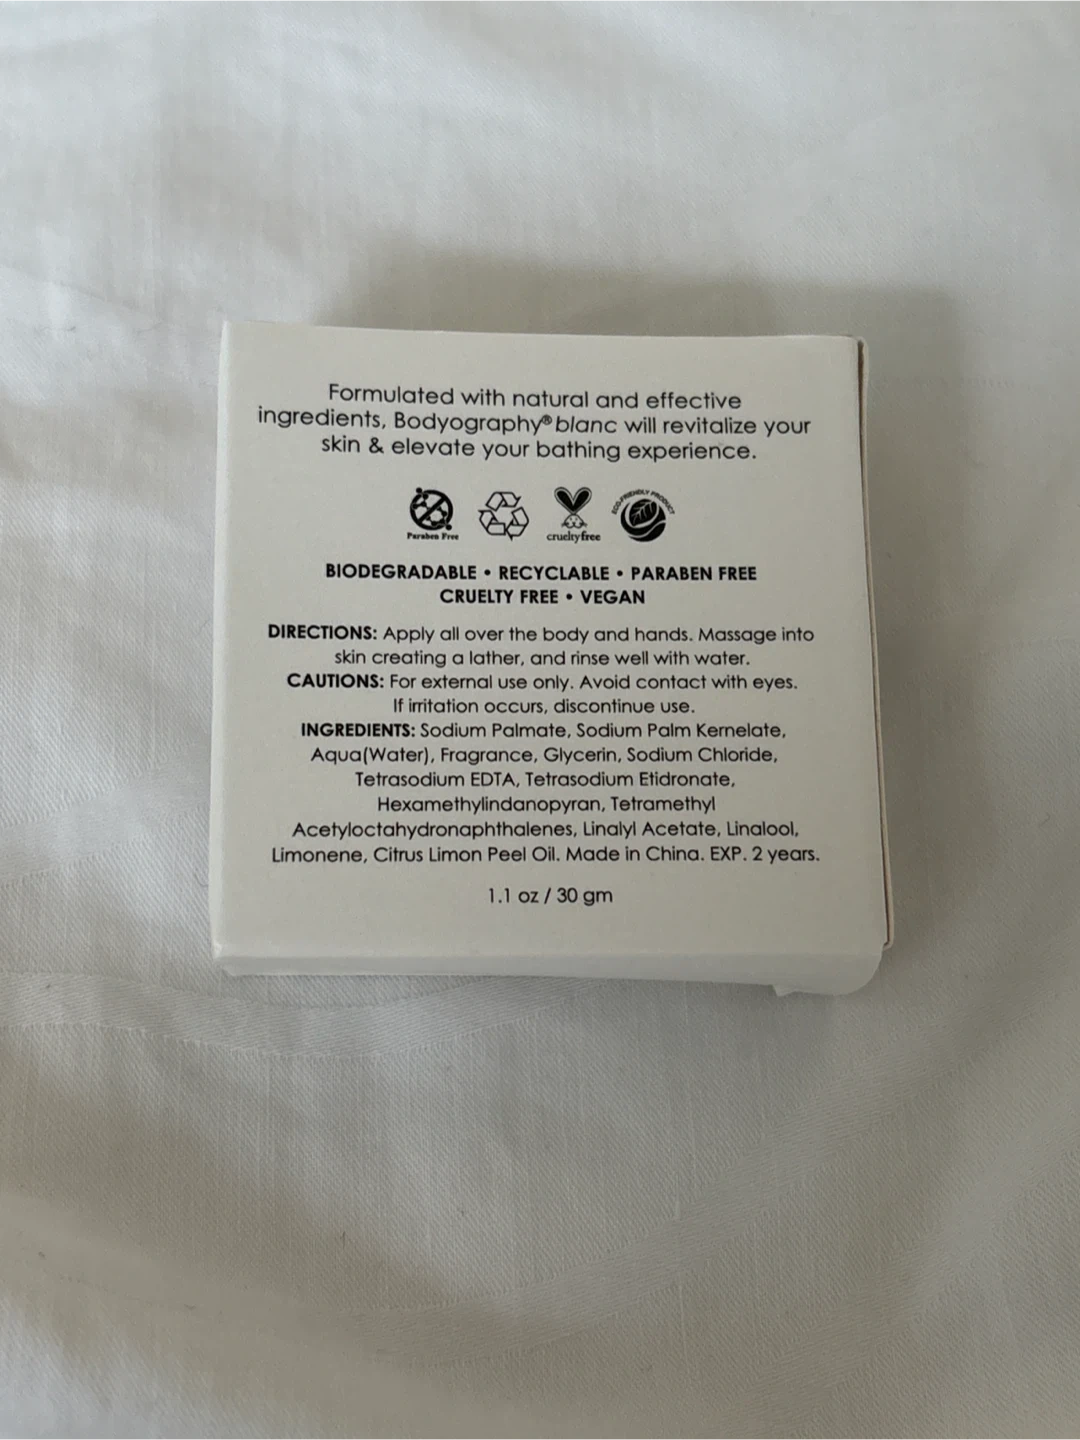 Formulated with natural and effective
ingredients, Bodyography® blanc will revitalize your
skin & elevate your bathing experience.
Paraben Free
crueltyfree
ECO-FRIENDLY PRODUCT
BIODEGRADABLE • RECYCLABLE • PARABEN FREE
CRUELTY FREE • VEGAN
DIRECTIONS: Apply all over the body and hands. Massage into
skin creating a lather, and rinse well with water.
CAUTIONS: For external use only. Avoid contact with eyes.
If irritation occurs, discontinue use.
INGREDIENTS: Sodium Palmate, Sodium Palm Kernelate,
Aqua(Water), Fragrance, Glycerin, Sodium Chloride,
Tetrasodium EDTA, Tetrasodium Etidronate,
Hexamethylindanopyran, Tetramethyl
Acetyloctahydronaphthalenes, Linalyl Acetate, Linalool,
Limonene, Citrus Limon Peel Oil. Made in China. EXP. 2 years.
1.1 oz / 30 gm